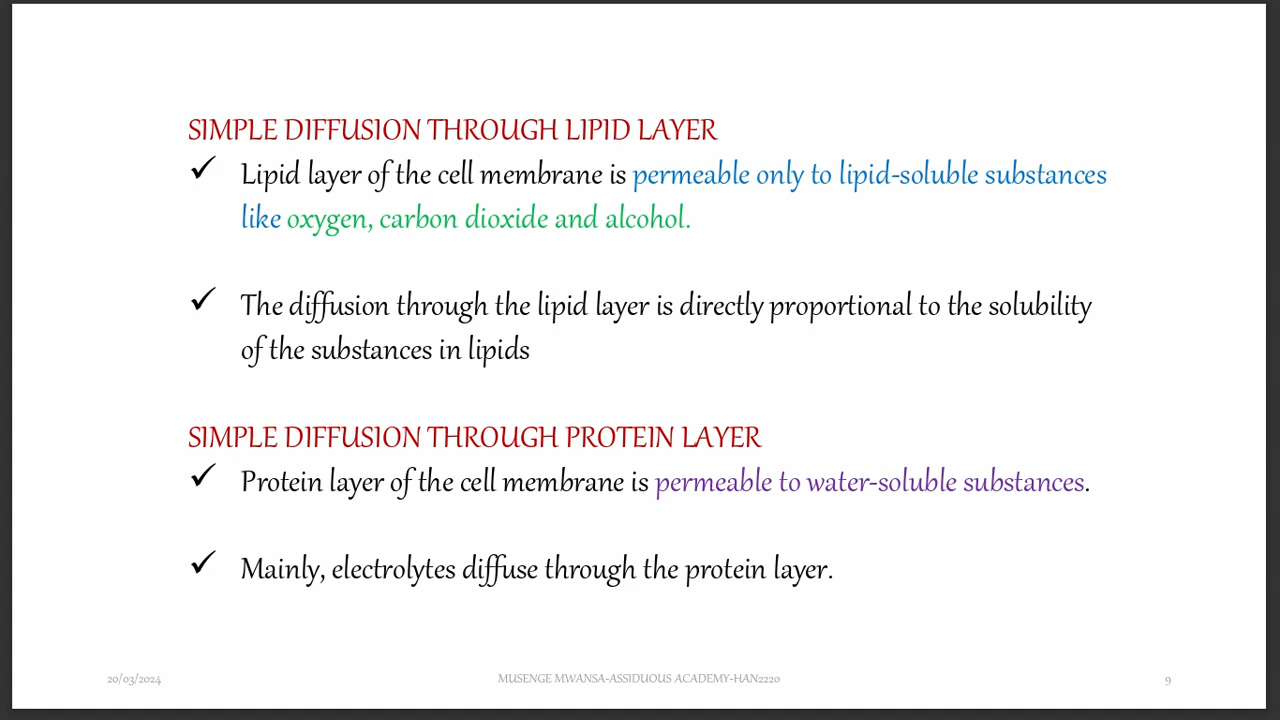 SIMPLE DIFFUSION THROUGH LIPID LAYER
✓ Lipid layer of the cell membrane is permeable only to lipid-soluble substances
like oxygen, carbon dioxide and alcohol.
✓ The diffusion through the lipid layer is directly proportional to the solubility
of the substances in lipids
SIMPLE DIFFUSION THROUGH PROTEIN LAYER
✓ Protein layer of the cell membrane is permeable to water-soluble substances.
✓ Mainly, electrolytes diffuse through the protein layer.
20/03/2024 MUSENGE MWANSA-ASSIDUOUS ACADEMY-HAN2220 9